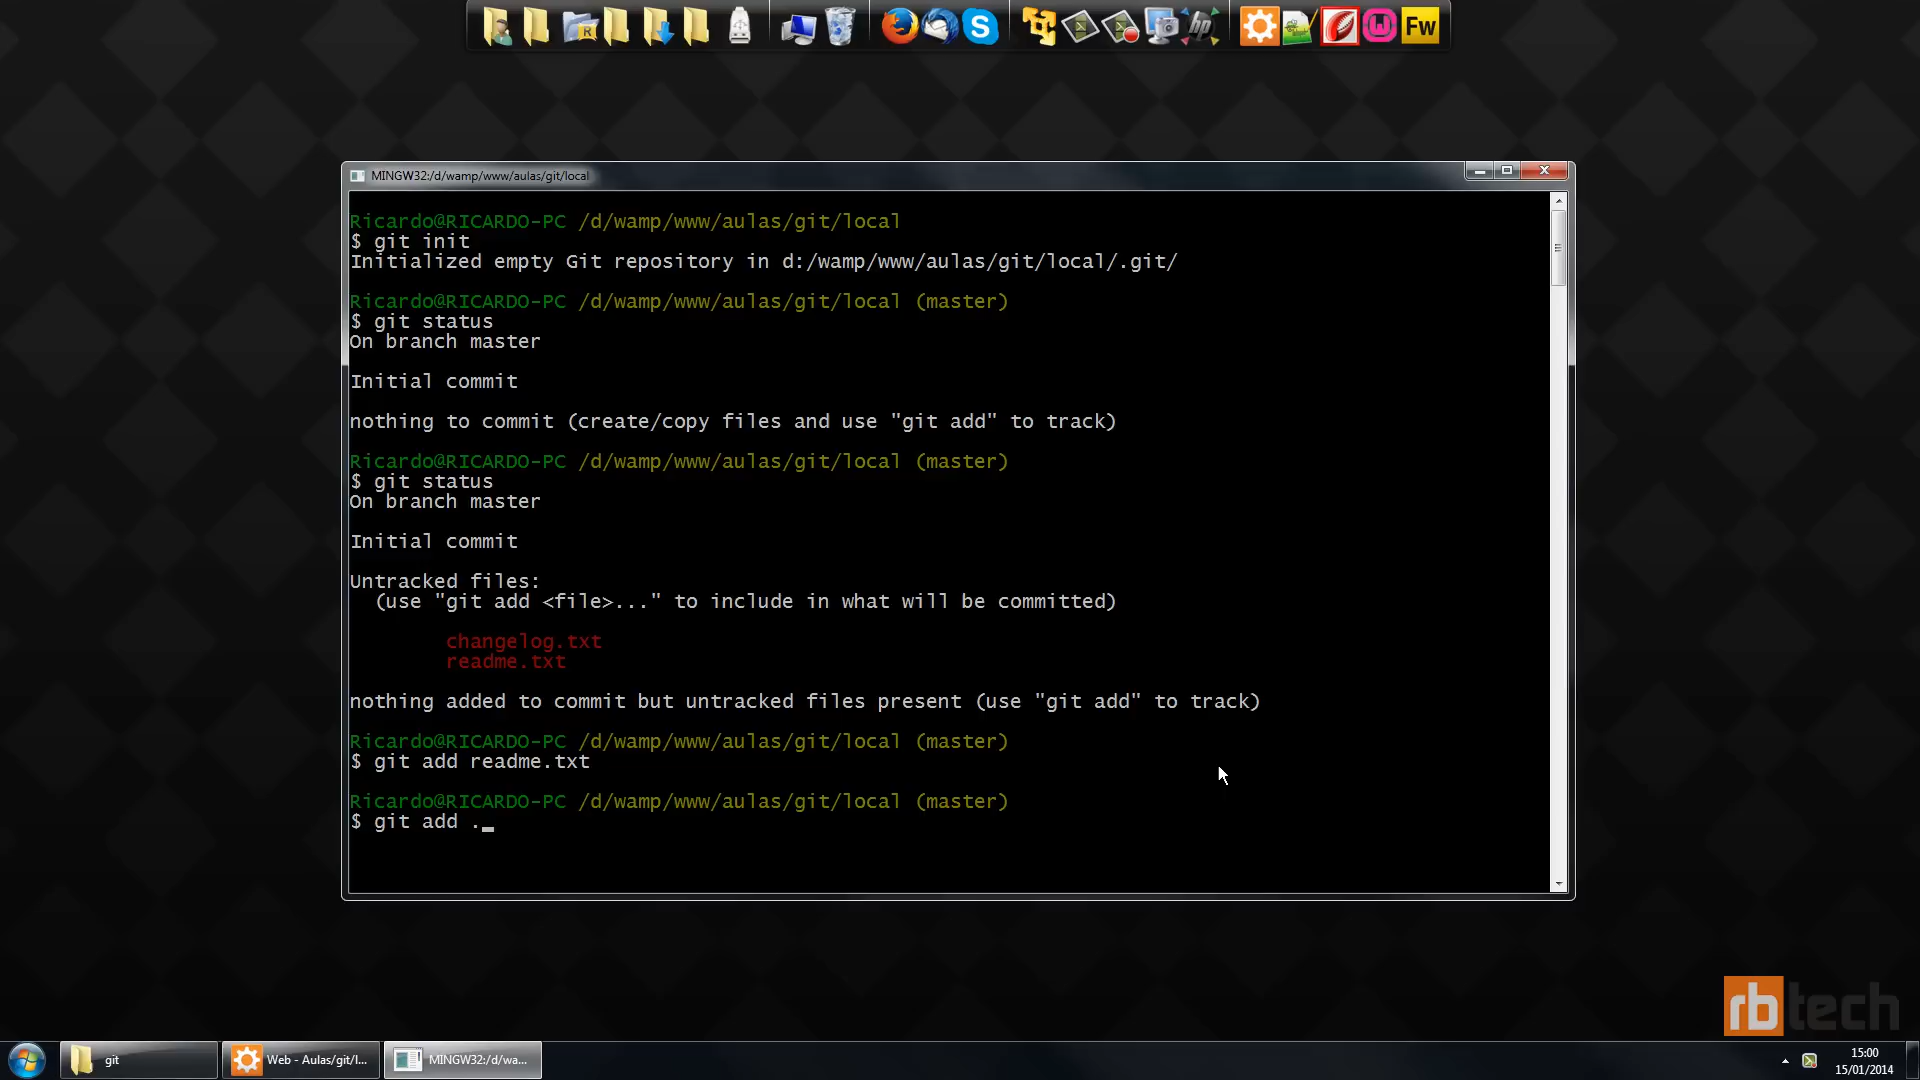 Fw
MINGW32:/d/wamp/www/aulas/git/local
Ricardo@RICARDO-PC /d/wamp/www/aulas/git/local
$ git init
Initialized empty Git repository in d:/wamp/www/aulas/git/local/.git/
Ricardo@RICARDO-PC /d/wamp/www/aulas/git/local (master)
$ git status
On branch master
Initial commit
nothing to commit (create/copy files and use "git add" to track)
Ricardo@RICARDO-PC /d/wamp/www/aulas/git/local (master)
$ git status
On branch master
Initial commit
Untracked files:
(use "git add <file>..." to include in what will be committed)
changelog.txt
readme.txt
nothing added to commit but untracked files present (use "git add" to track)
Ricardo@RICARDO-PC /d/wamp/www/aulas/git/local (master)
$ git add readme.txt
Ricardo@RICARDO-PC /d/wamp/www/aulas/git/local (master)
$ git add ._
rbtech
git
Web - Aulas/git/l...
MINGW32:/d/wa...
15:00
15/01/2014